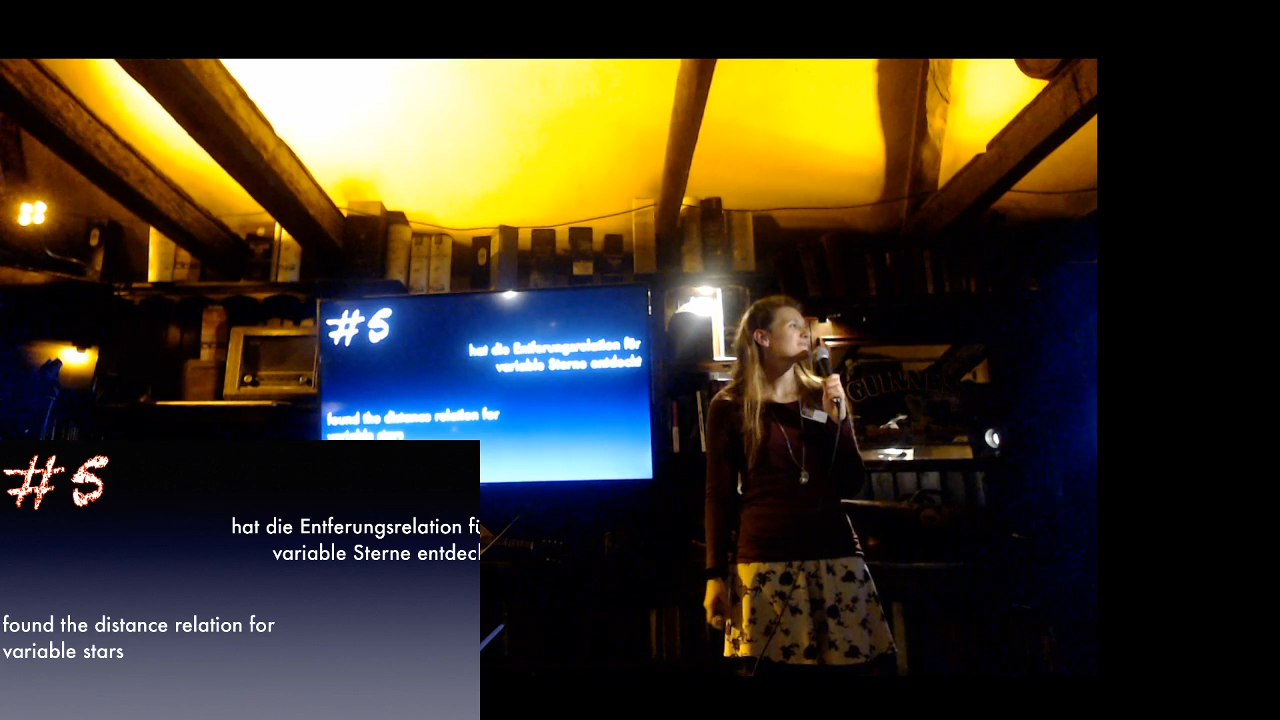 #5
hat die Entferungsrelation für
variable Sterne entdeckt
found the distance relation for
variable stars
GUINNESS
#5
hat die Entferungsrelation fü
variable Sterne entdeck
found the distance relation for
variable stars